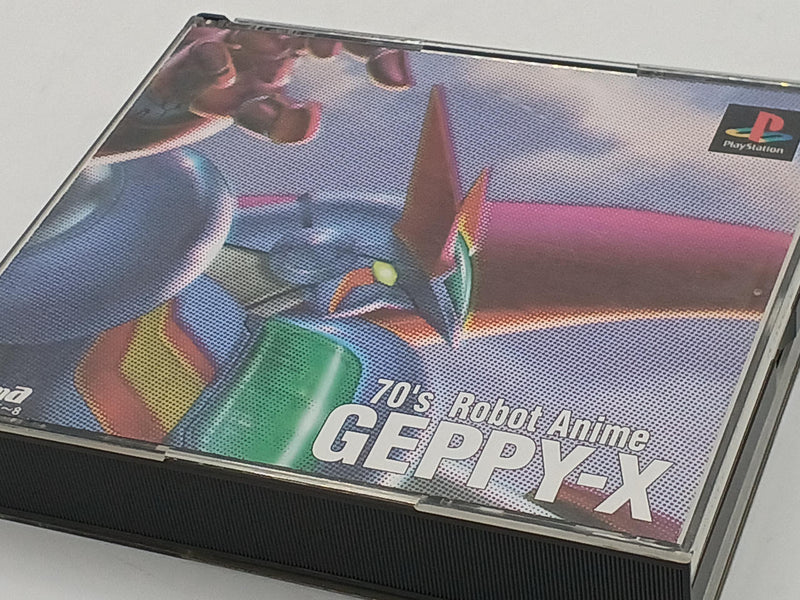 PlayStation
70's Robot Anime
GEPPY-X